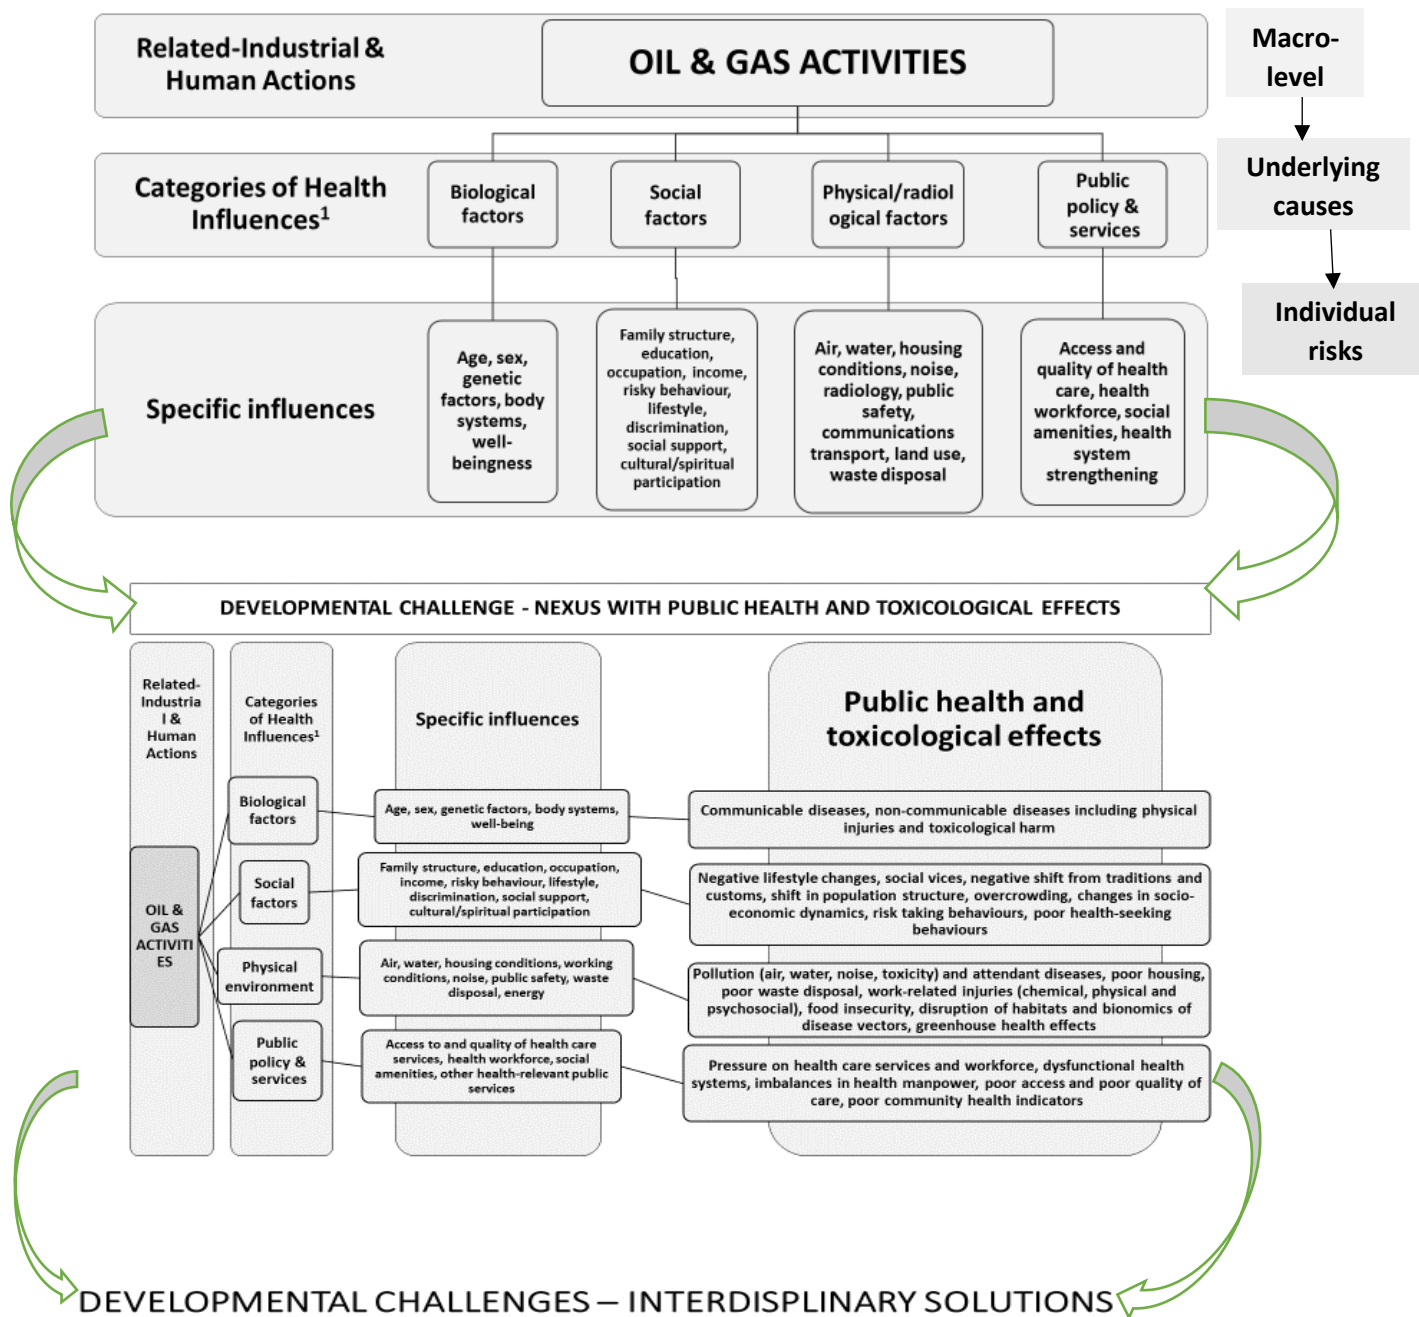 Related-Industrial &
Human Actions
OIL & GAS ACTIVITIES
Macro-
level
Underlying
causes
Individual
risks
Categories of Health
Influences1
Biological
factors
Social
factors
Physical/radiol
ogical factors
Public
policy &
services
Specific influences
Age, sex,
genetic
factors, body
systems,
well-
beingness
Family structure,
education,
occupation, income,
risky behaviour,
lifestyle,
discrimination,
social support,
cultural/spiritual
participation
Air, water, housing
conditions, noise,
radiology, public
safety,
communications
transport, land use,
waste disposal
Access and
quality of health
care, health
workforce, social
amenities, health
system
strengthening
DEVELOPMENTAL CHALLENGE - NEXUS WITH PUBLIC HEALTH AND TOXICOLOGICAL EFFECTS
Related-
Industria
l &
Human
Actions
Categories
of Health
Influences1
Specific influences
Public health and
toxicological effects
OIL &
GAS
ACTIVITI
ES
Biological
factors
Age, sex, genetic factors, body systems,
well-being
Communicable diseases, non-communicable diseases including physical
injuries and toxicological harm
Social
factors
Family structure, education, occupation,
income, risky behaviour, lifestyle,
discrimination, social support,
cultural/spiritual participation
Negative lifestyle changes, social vices, negative shift from traditions and
customs, shift in population structure, overcrowding, changes in socio-
economic dynamics, risk taking behaviours, poor health-seeking
behaviours
Physical
environment
Air, water, housing conditions, working
conditions, noise, public safety, waste
disposal, energy
Pollution (air, water, noise, toxicity) and attendant diseases, poor housing,
poor waste disposal, work-related injuries (chemical, physical and
psychosocial), food insecurity, disruption of habitats and bionomics of
disease vectors, greenhouse health effects
Public
policy &
services
Access to and quality of health care
services, health workforce, social
amenities, other health-relevant public
services
Pressure on health care services and workforce, dysfunctional health
systems, imbalances in health manpower, poor access and poor quality of
care, poor community health indicators
DEVELOPMENTAL CHALLENGES – INTERDISPLINARY SOLUTIONS